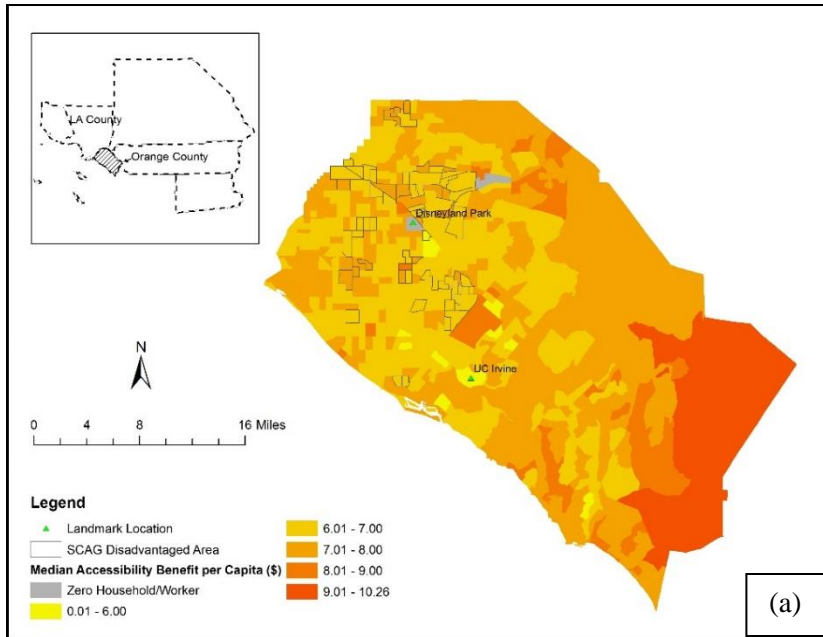 LA County
Orange County
Disneyland Park
UC Irvine
N
0 4 8 16 Miles
Legend
Landmark Location
SCAG Disadvantaged Area
Median Accessibility Benefit per Capita ($)
Zero Household/Worker
0.01 - 6.00
6.01 - 7.00
7.01 - 8.00
8.01 - 9.00
9.01 - 10.26
(a)